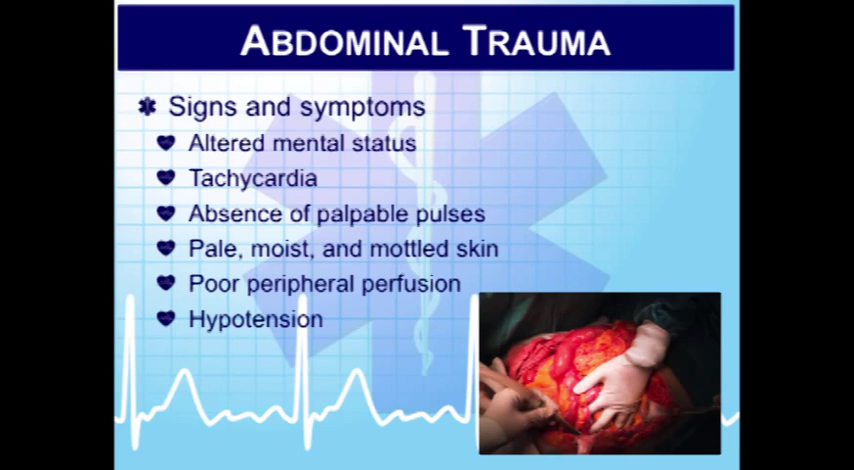 ABDOMINAL TRAUMA
Signs and symptoms
Altered mental status
Tachycardia
Absence of palpable pulses
Pale, moist, and mottled skin
Poor peripheral perfusion
Hypotension